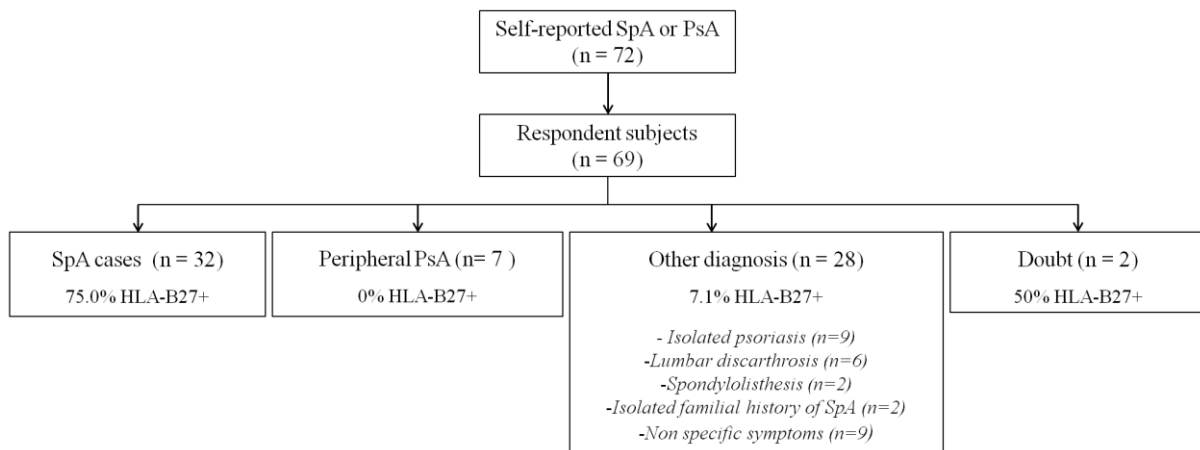 Self-reported SpA or PsA
(n = 72)
Respondent subjects
(n = 69)
SpA cases (n = 32)
75.0% HLA-B27+
Peripheral PsA (n= 7 )
0% HLA-B27+
Other diagnosis (n = 28)
7.1% HLA-B27+
- Isolated psoriasis (n=9)
-Lumbar discarthrosis (n=6)
-Spondylolisthesis (n=2)
-Isolated familial history of SpA (n=2)
-Non specific symptoms (n=9)
Doubt (n = 2)
50% HLA-B27+